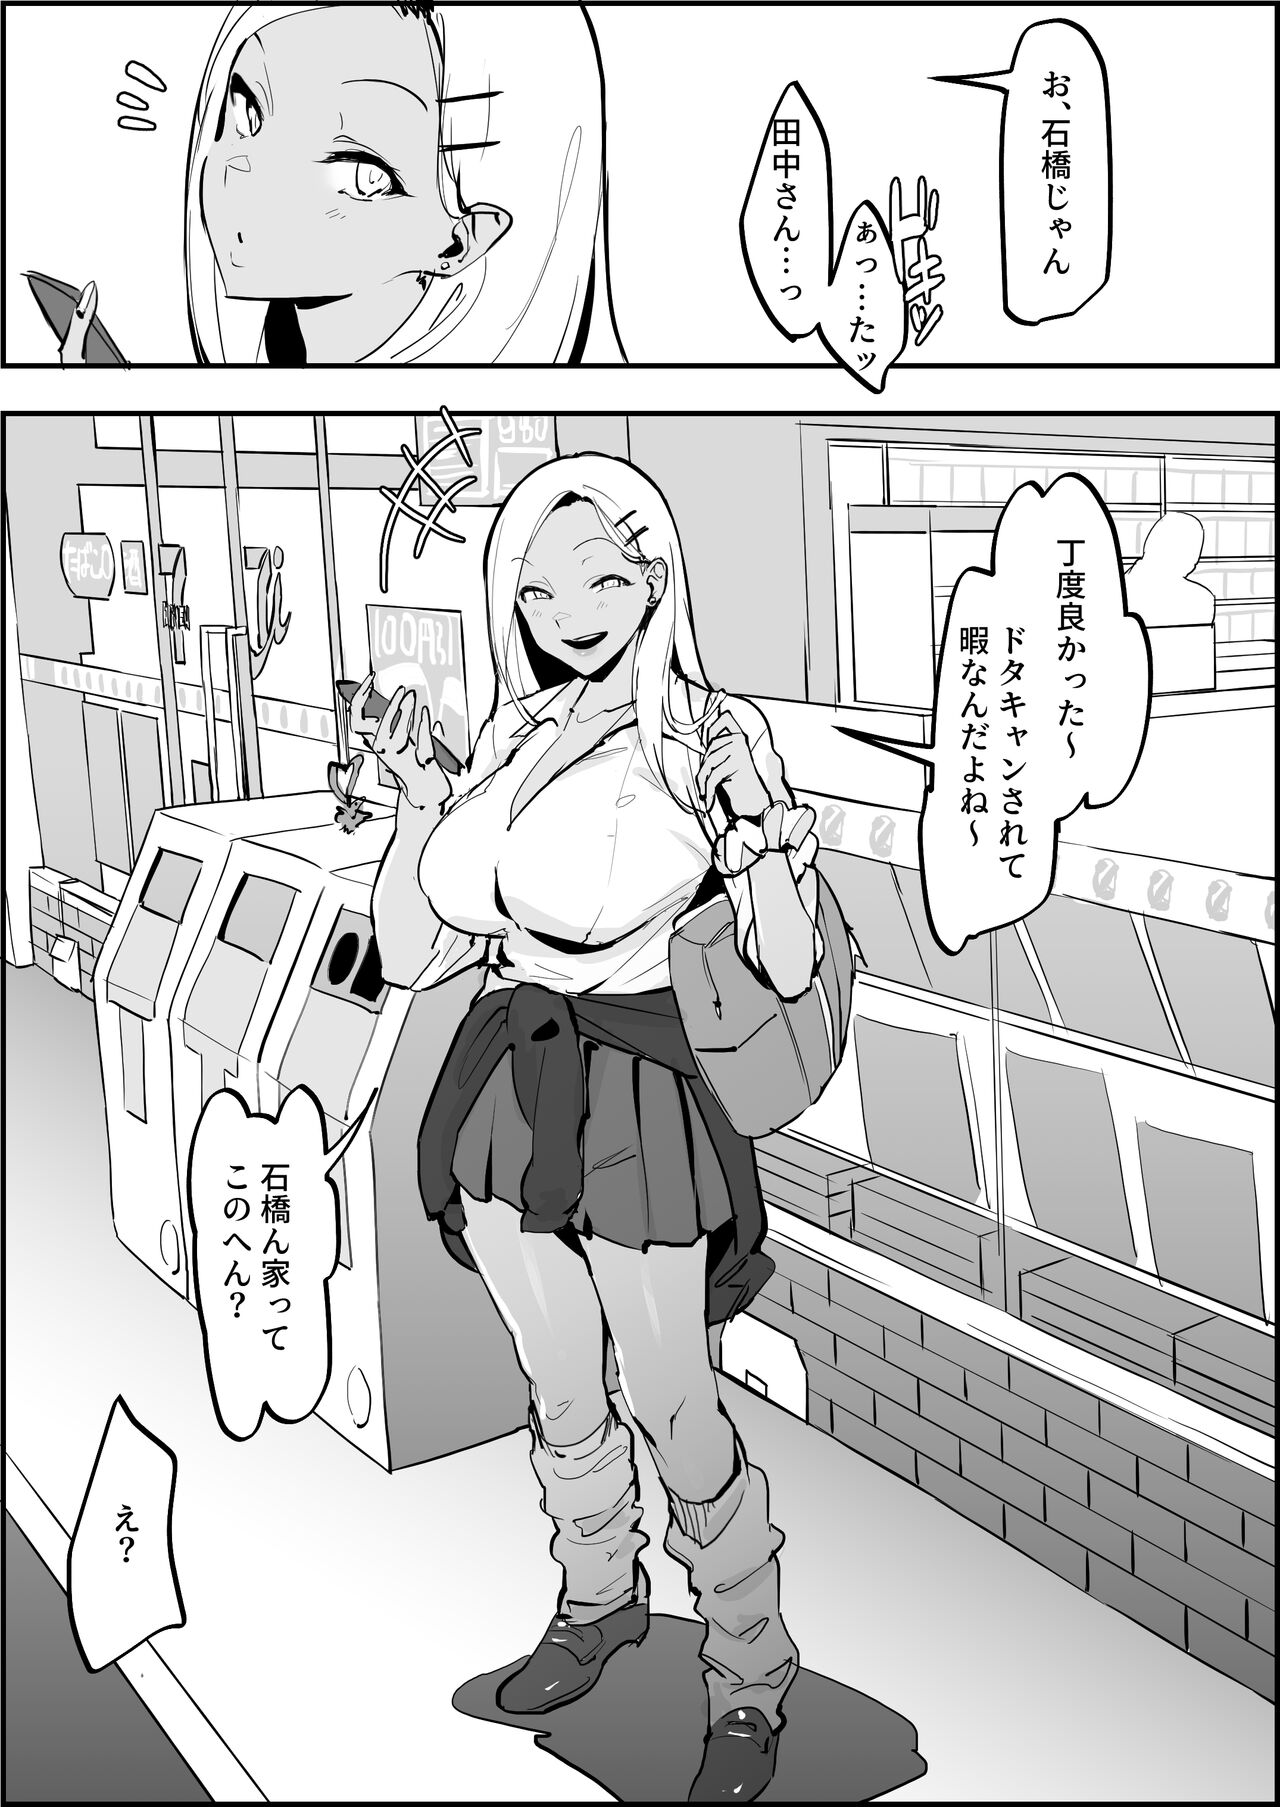 お、石橋じゃん
ドキッ
あっ…たッ
田中さん…っ
丁度良かった～
ドタキャンされて
暇なんだよね～
石橋ん家って
このへん？
え？
たばこ
酒
100円引